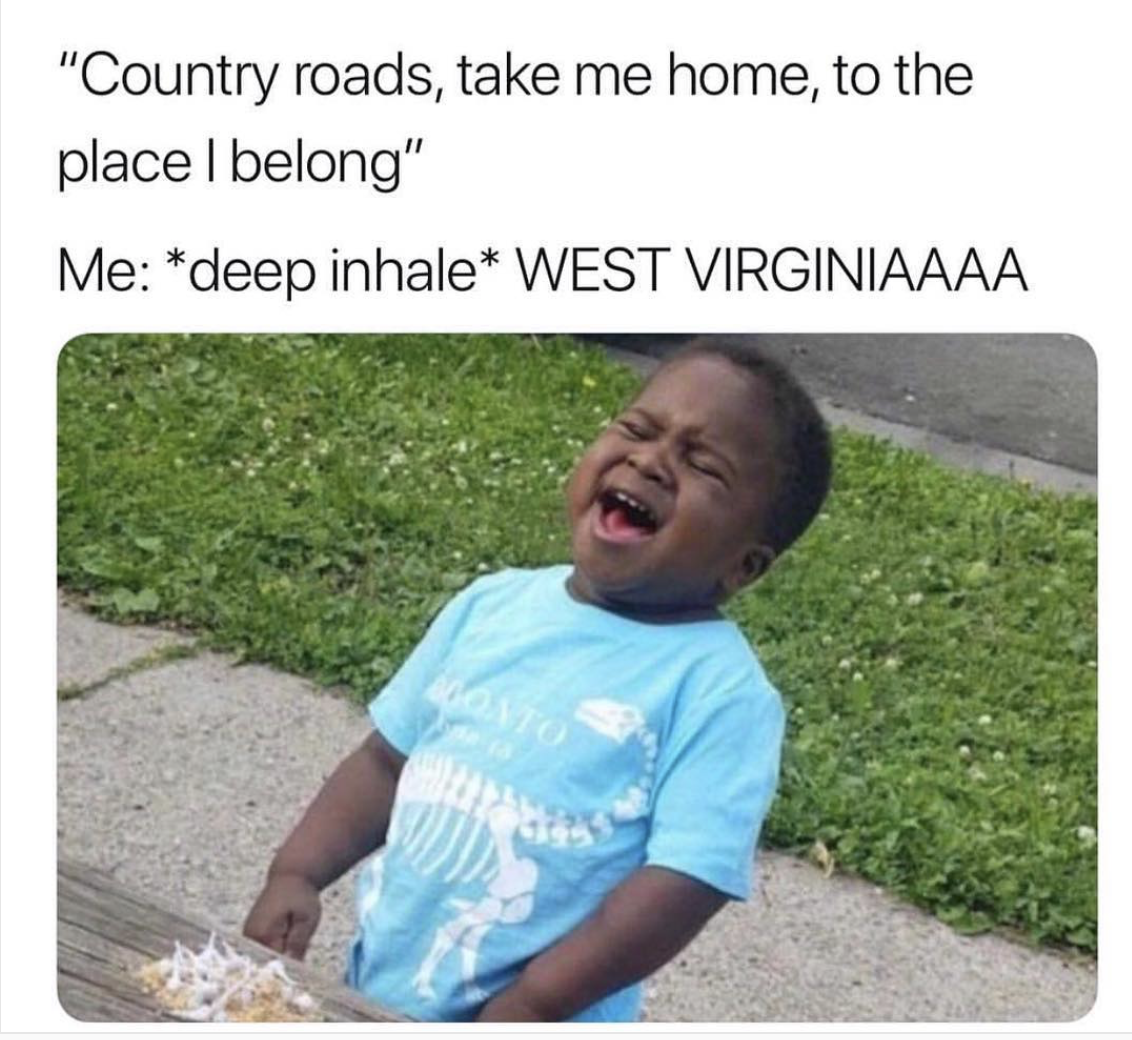 “Country roads, take me home, to the
place I belong”
Me: *deep inhale* WEST VIRGINIAAAA